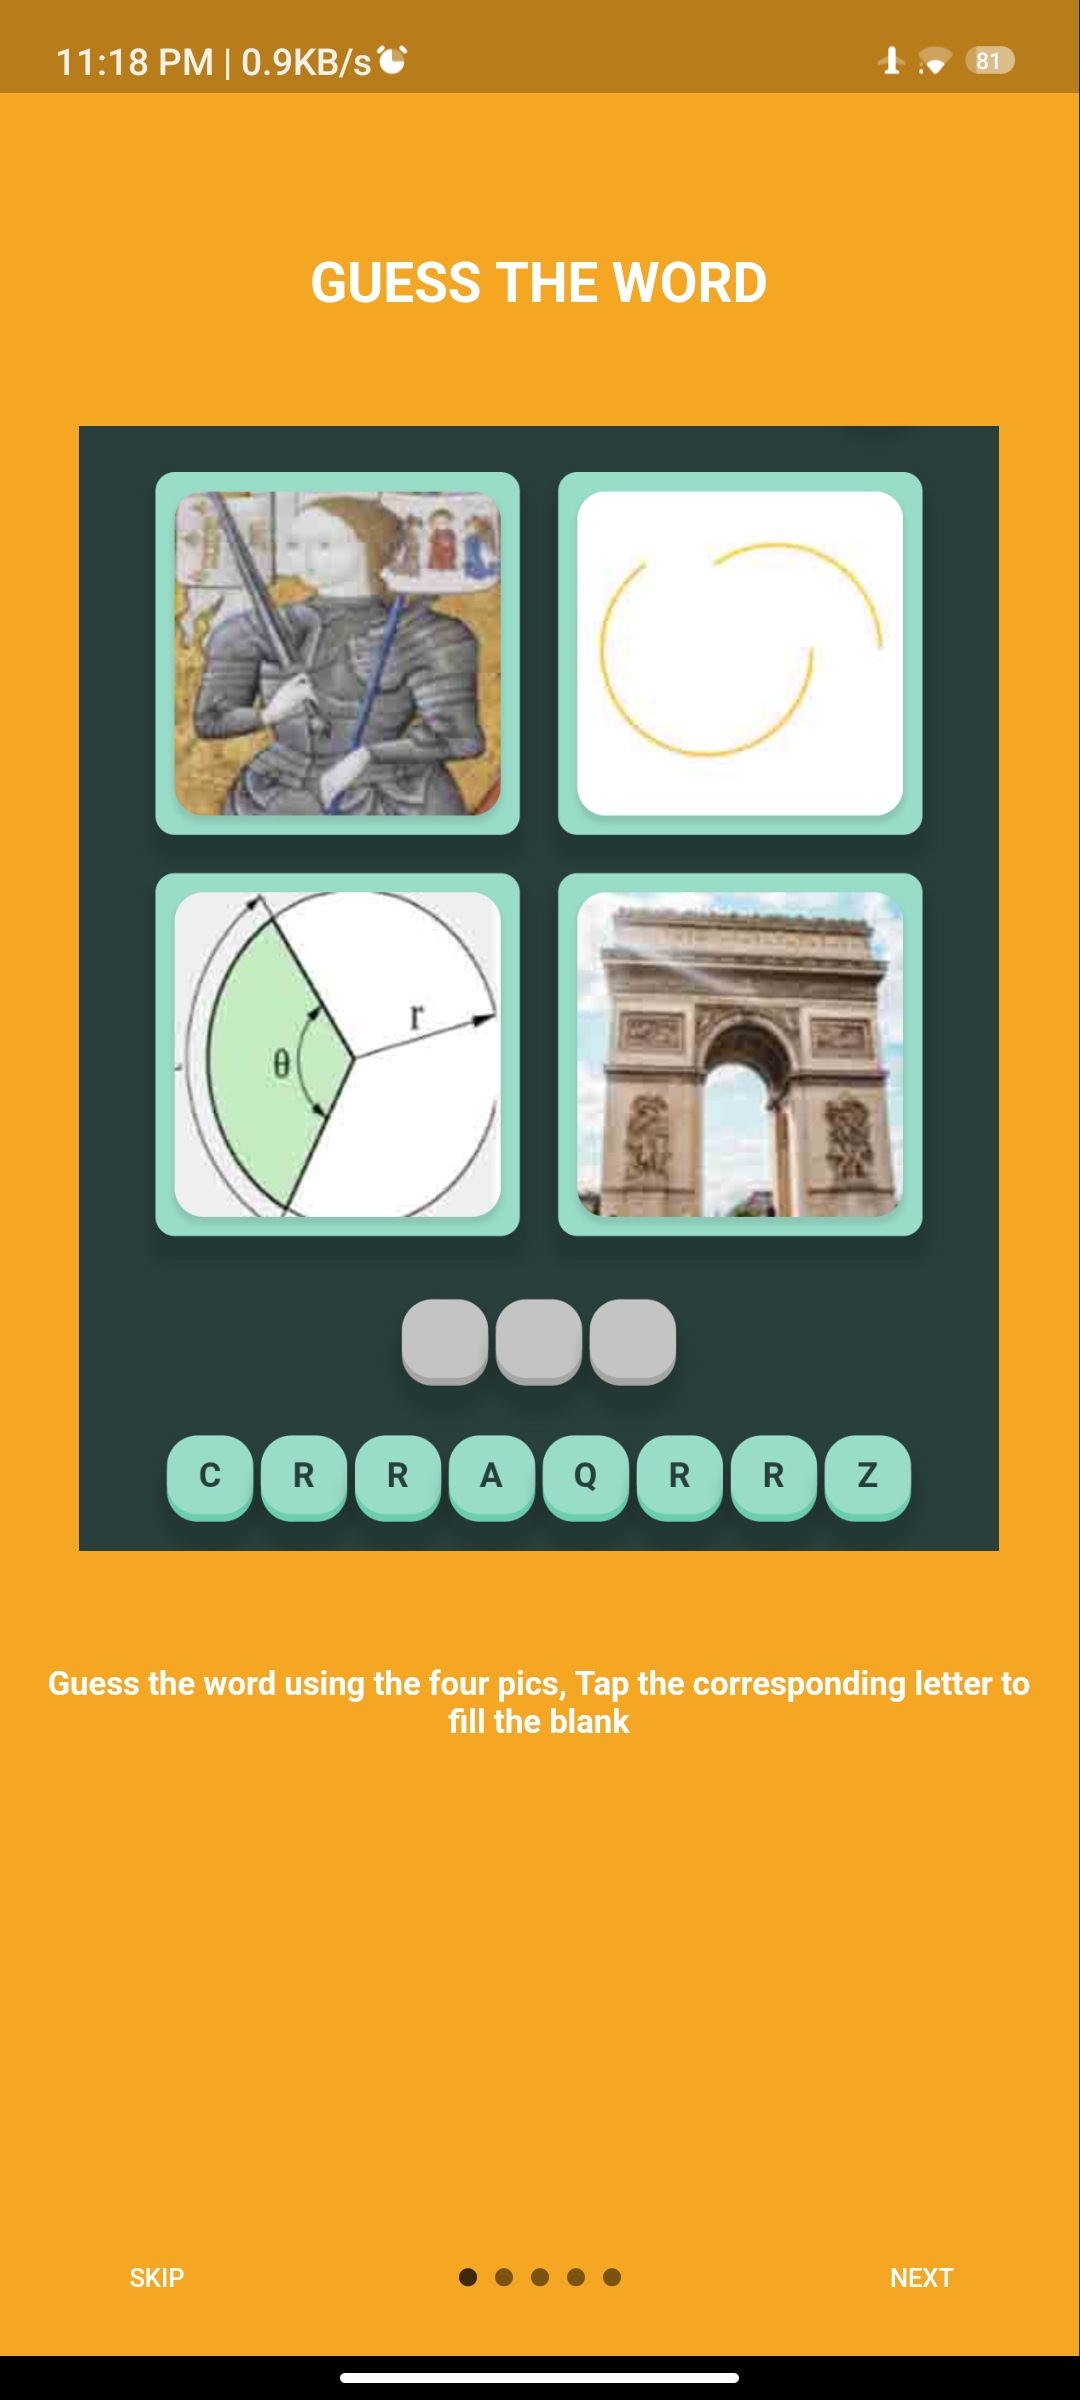 11:18 PM | 0.9KB/s
81
GUESS THE WORD
r
θ
C R R A Q R R Z
Guess the word using the four pics, Tap the corresponding letter to
fill the blank
SKIP
NEXT